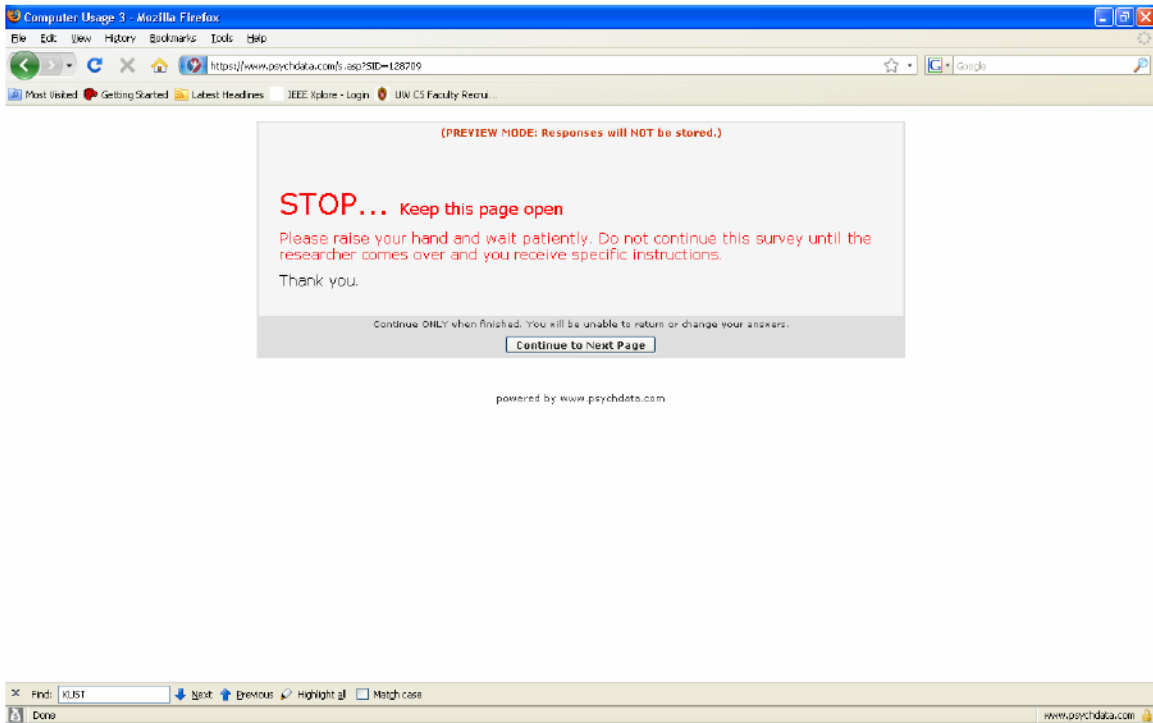 Computer Usage 3 - Mozilla Firefox
File Edit View History Bookmarks Tools Help
https://www.psychdata.com/s.asp?SID=128709
G Google
Most Visited Getting Started Latest Headlines IEEE Xplore - Login UW CS Faculty Recrui...
(PREVIEW MODE: Responses will NOT be stored.)
STOP... Keep this page open
Please raise your hand and wait patiently. Do not continue this survey until the
researcher comes over and you receive specific instructions.
Thank you.
Continue ONLY when finished. You will be unable to return or change your answers.
Continue to Next Page
powered by www.psychdata.com
× Find: KUST Next Previous Highlight all Match case
Done www.psychdata.com